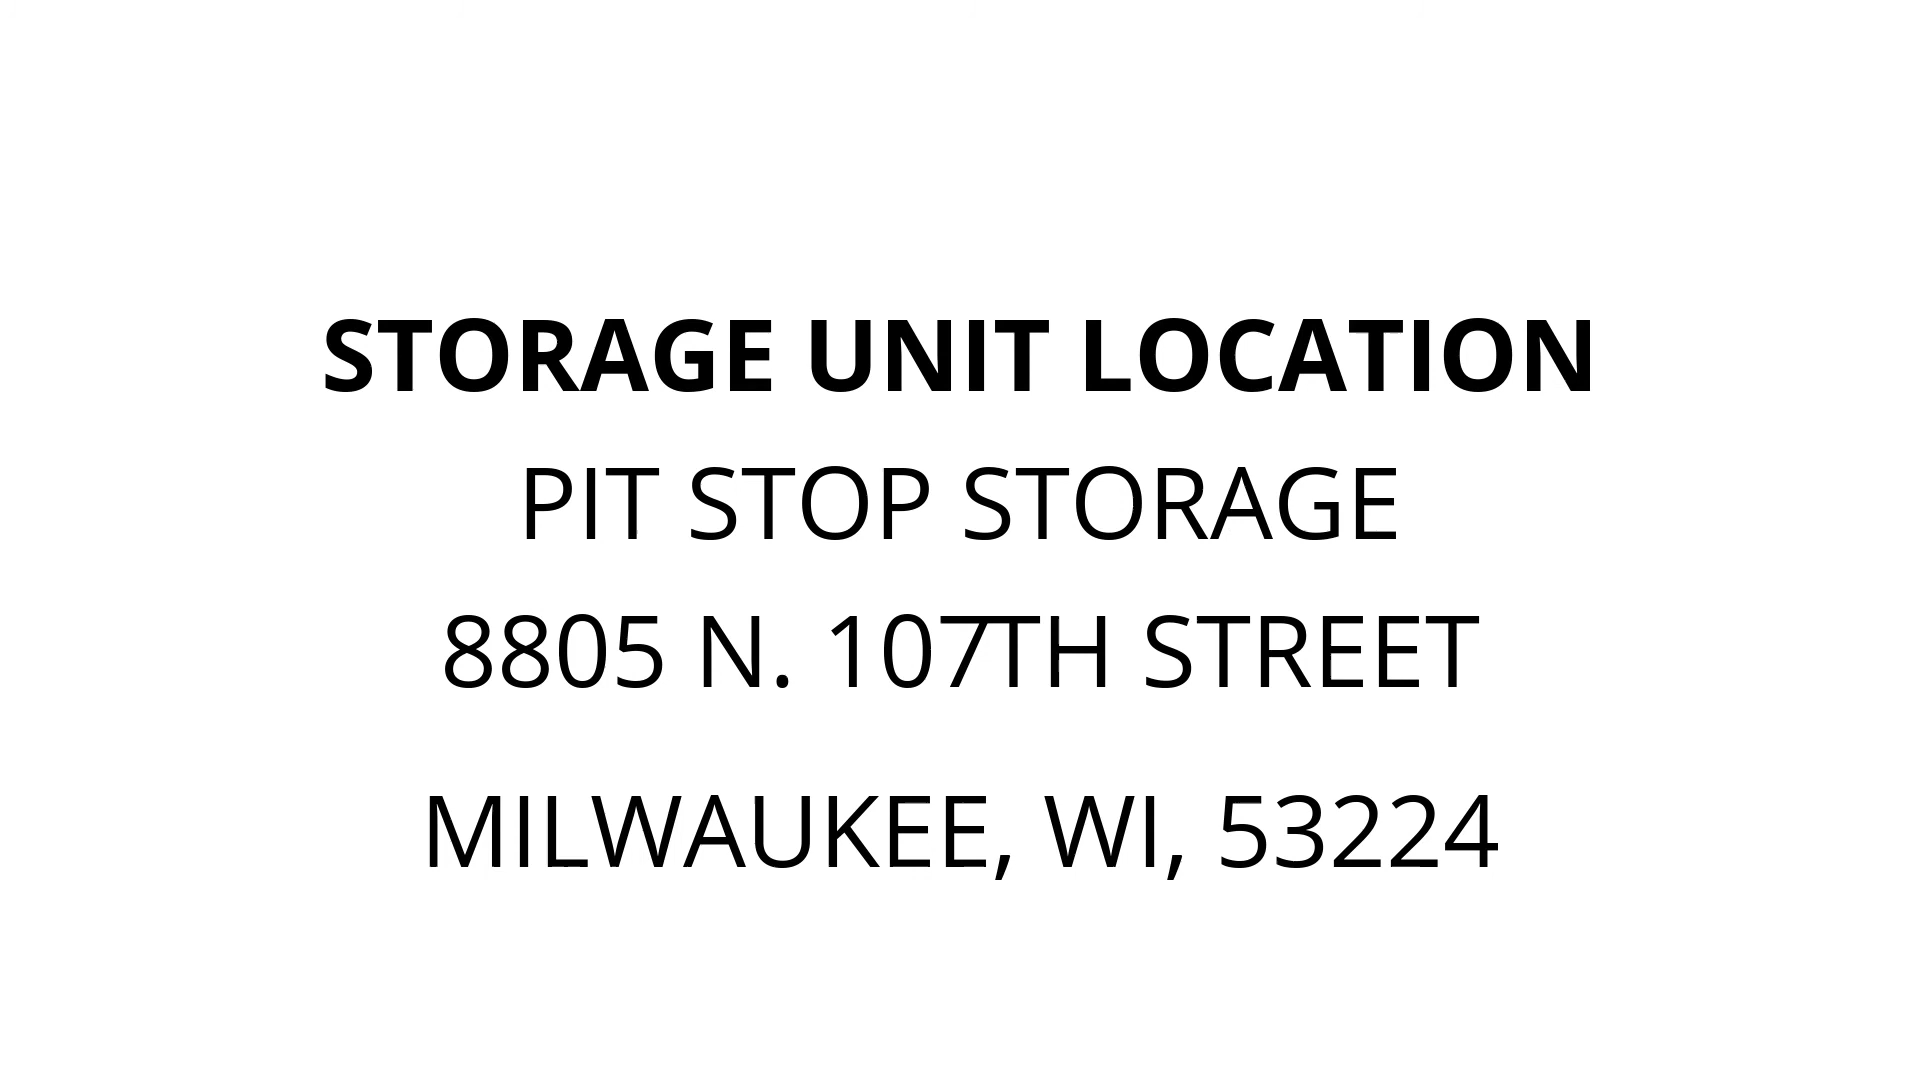 STORAGE UNIT LOCATION
PIT STOP STORAGE
8805 N. 107TH STREET
MILWAUKEE, WI, 53224